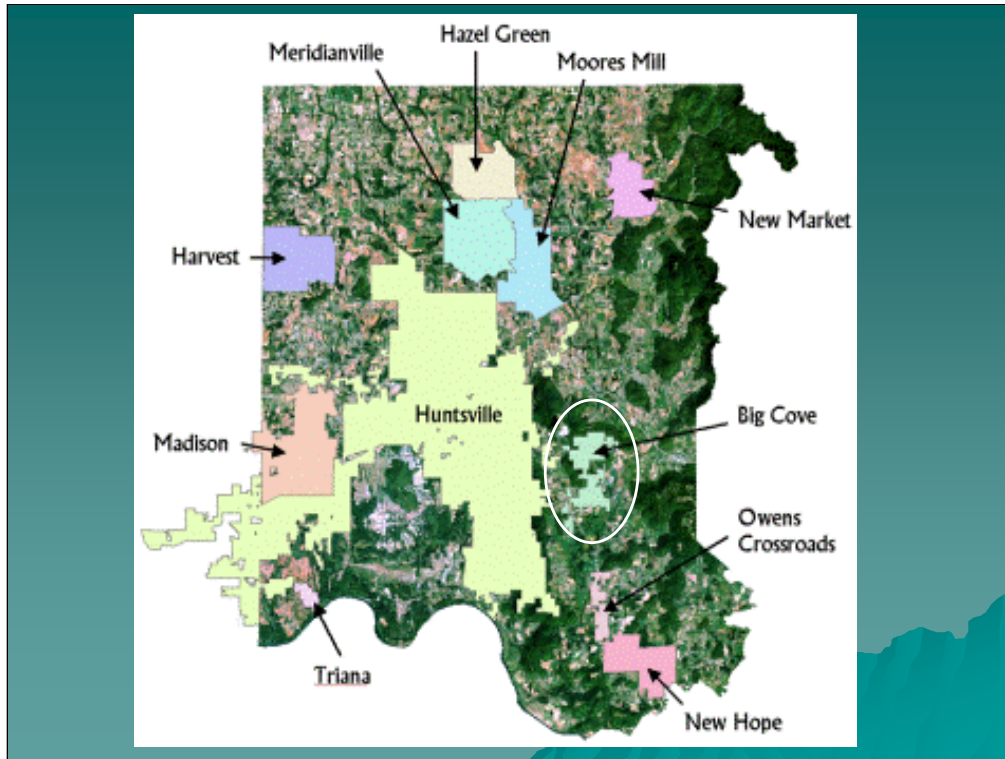 Hazel Green
Meridianville
Moores Mill
New Market
Harvest
Huntsville
Big Cove
Madison
Owens
Crossroads
Triana
New Hope